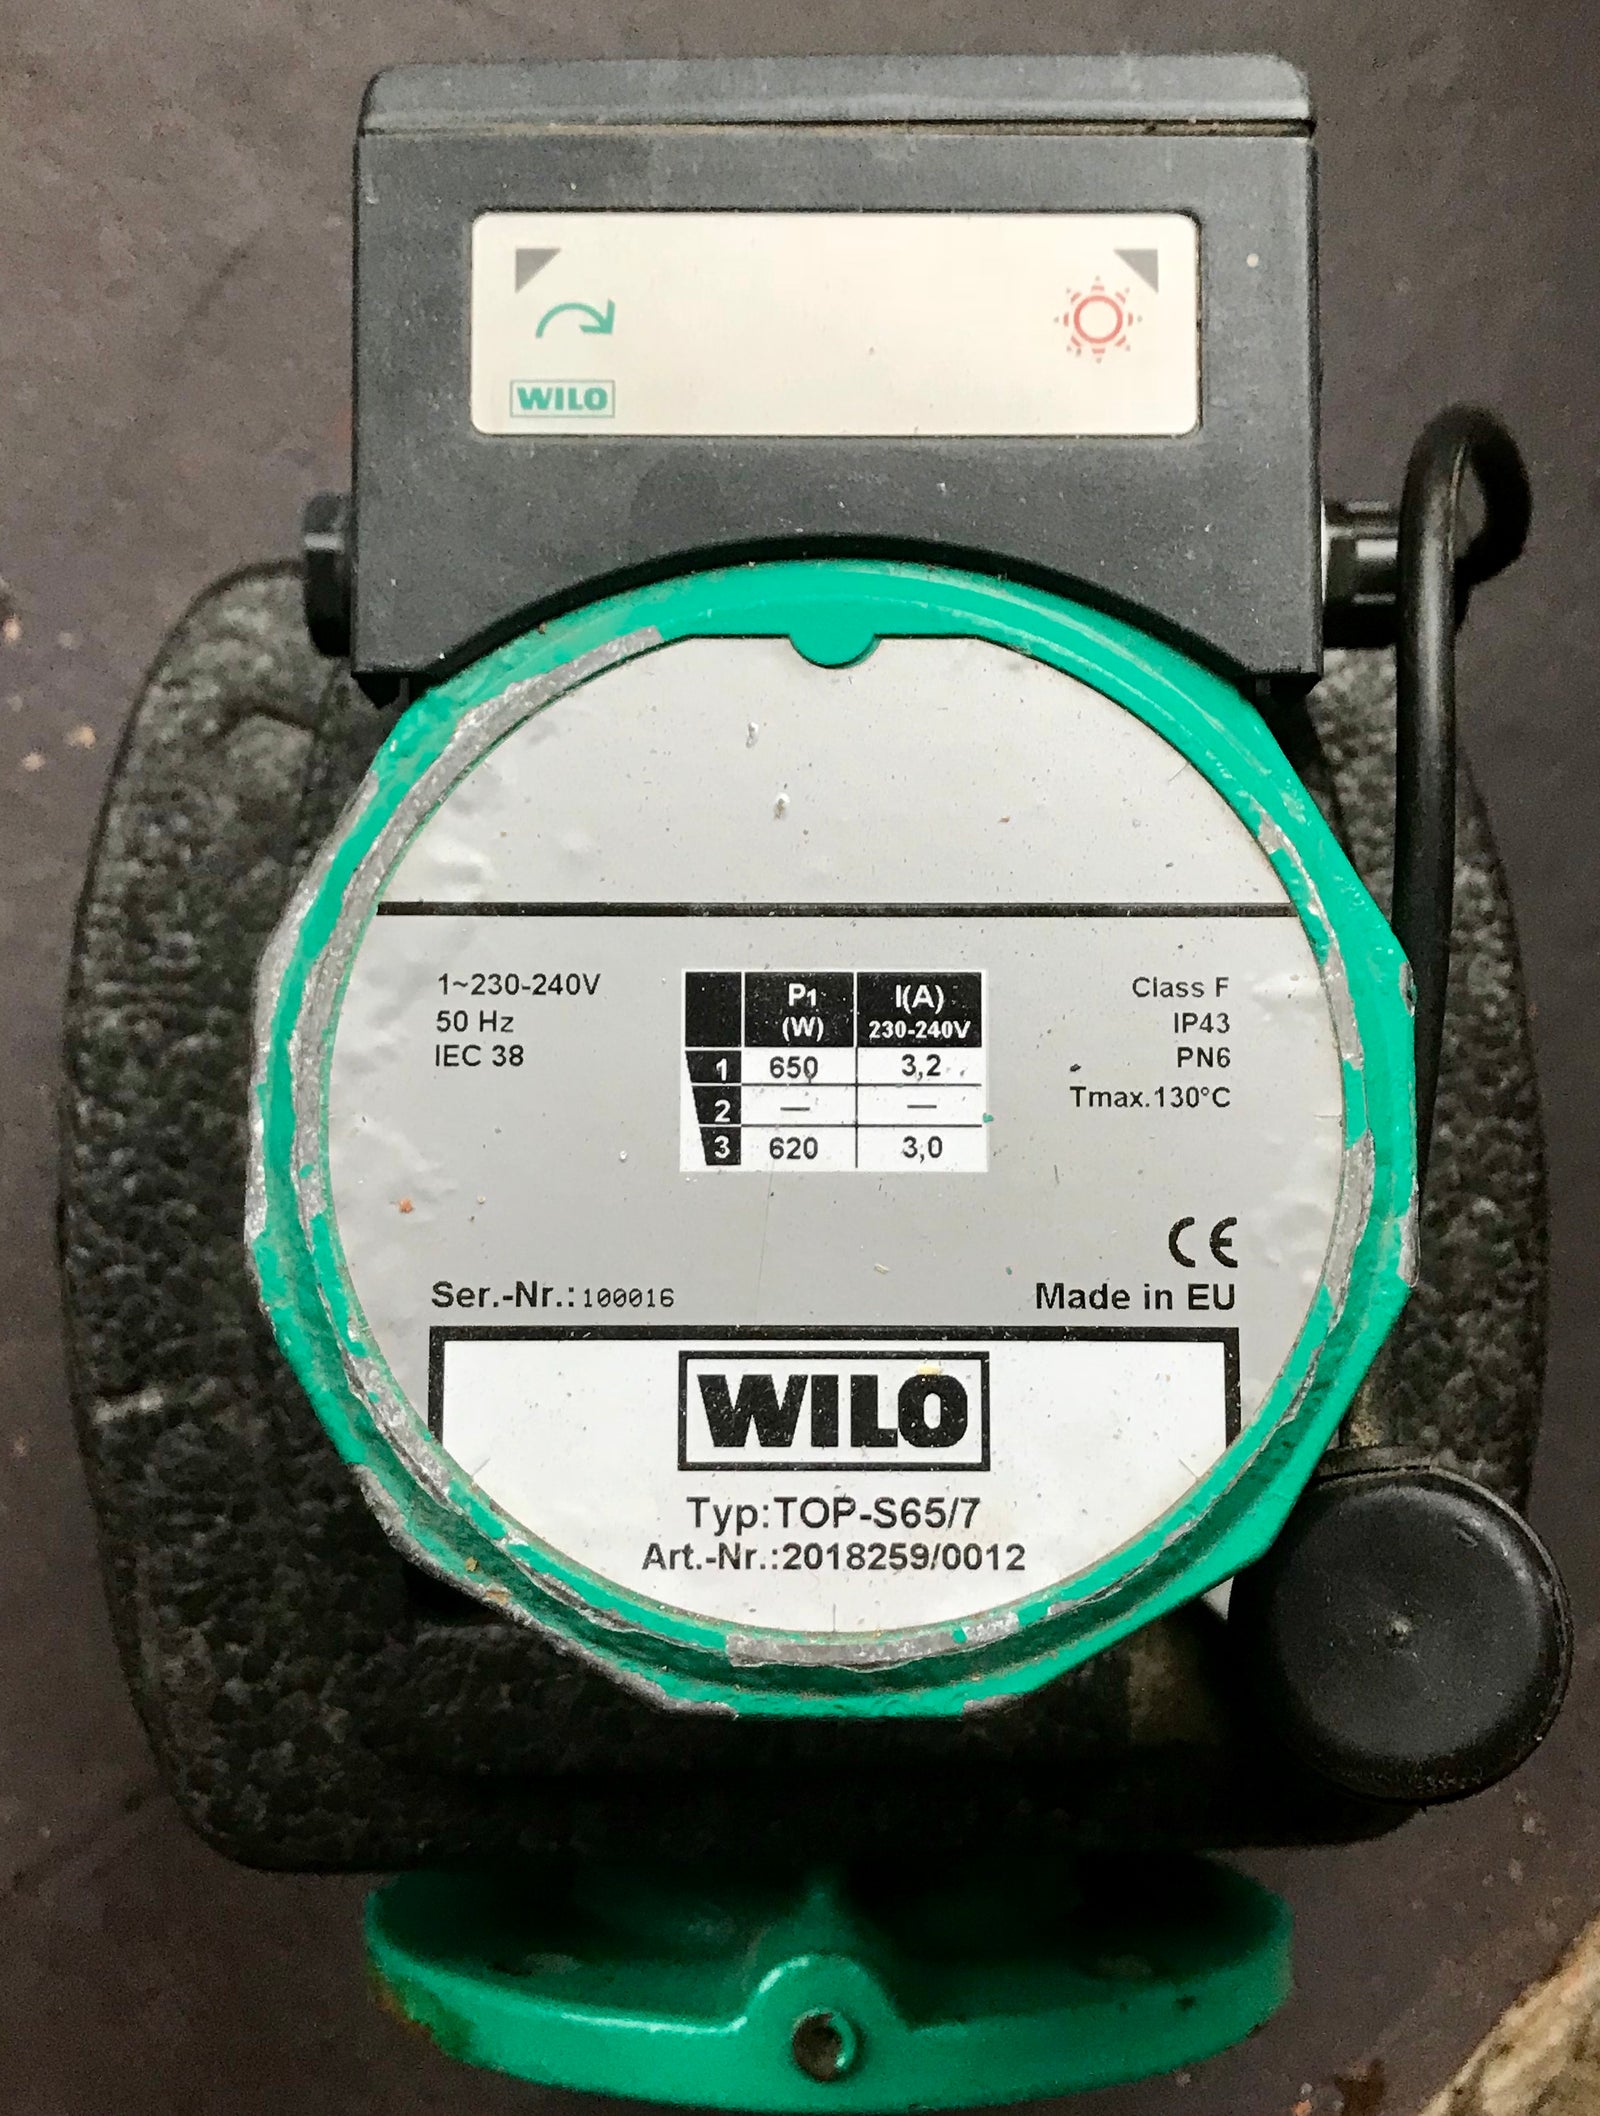 WILO
1~230-240V
50 Hz
IEC 38
P1 (W) I(A) 230-240V
1 650 3,2
2 — —
3 620 3,0
Class F
IP43
PN6
Tmax.130°C
CE
Ser.-Nr.:100016
Made in EU
WILO
Typ:TOP-S65/7
Art.-Nr.:2018259/0012